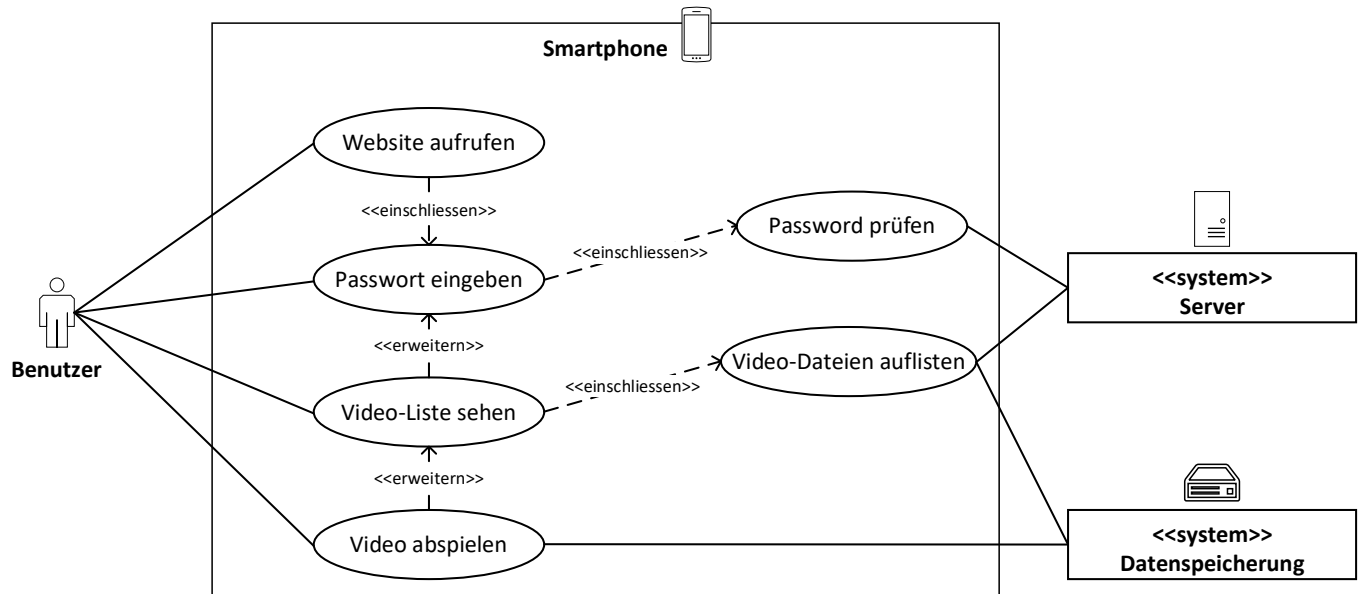 Smartphone
Website aufrufen
<<einschliessen>>
Password prüfen
<<einschliessen>>
Passwort eingeben
<<system>>
Server
<<erweitern>>
Benutzer
Video-Dateien auflisten
<<einschliessen>>
Video-Liste sehen
<<erweitern>>
Video abspielen
<<system>>
Datenspeicherung